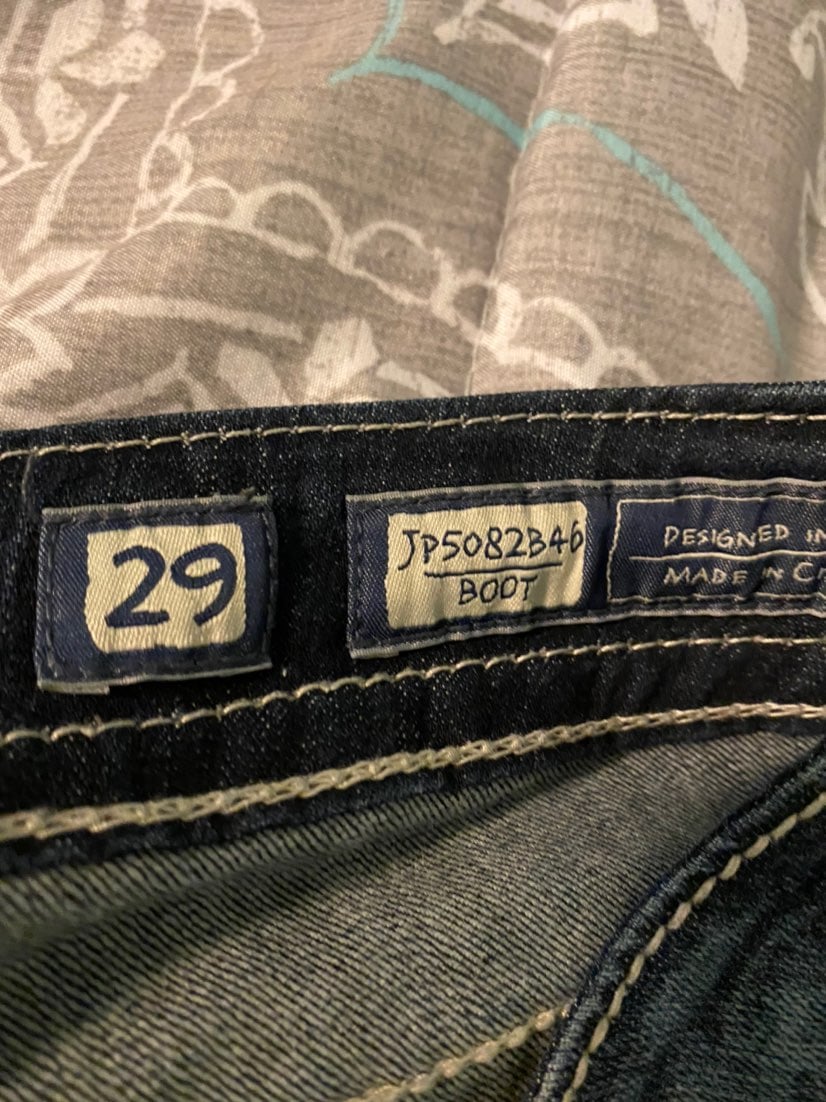 29
JP5082B46
BOOT
DESIGNED IN
MADE IN